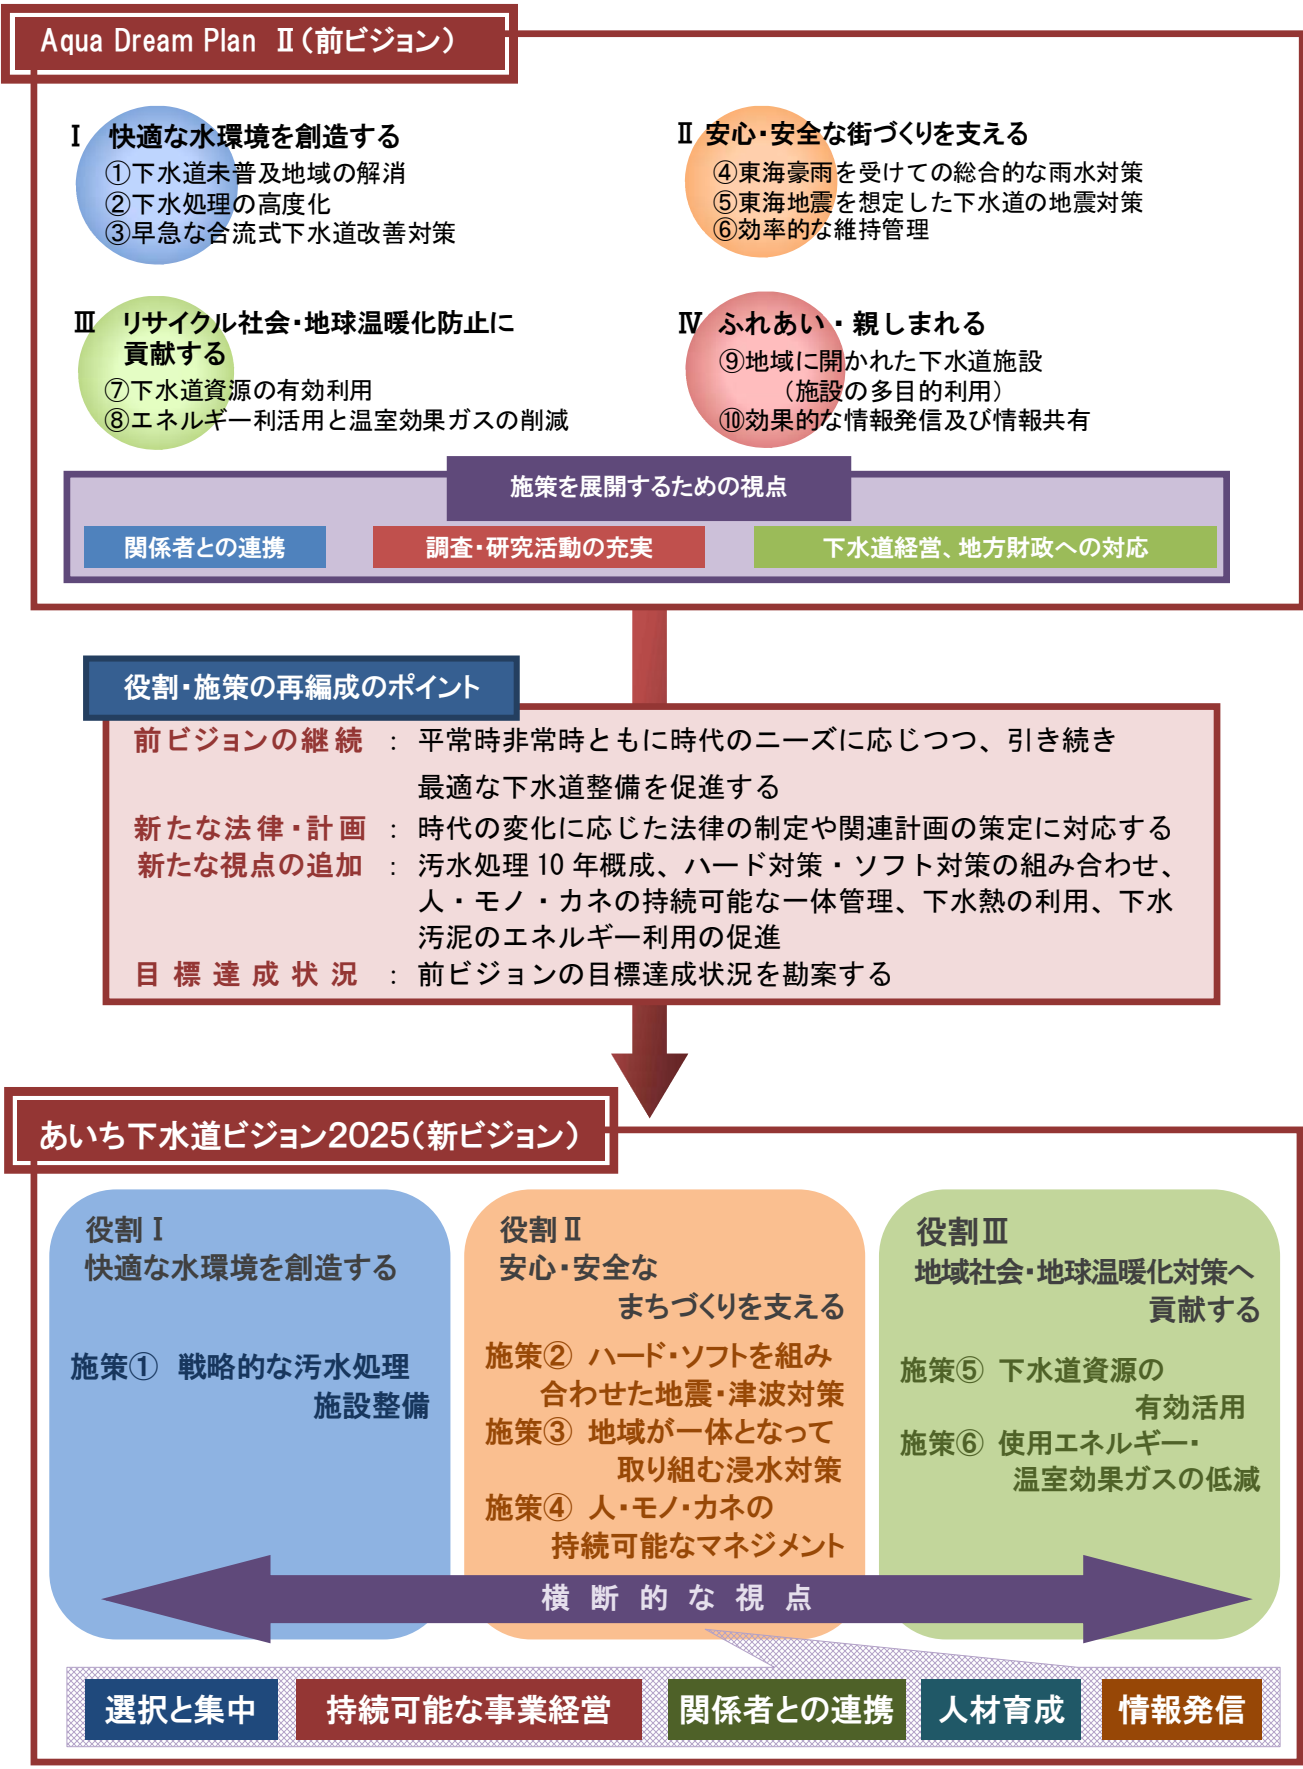 Aqua Dream Plan Ⅱ(前ビジョン)
Ⅰ 快適な水環境を創造する
①下水道未普及地域の解消
②下水処理の高度化
③早急な合流式下水道改善対策
Ⅱ 安心・安全な街づくりを支える
④東海豪雨を受けての総合的な雨水対策
⑤東海地震を想定した下水道の地震対策
⑥効率的な維持管理
Ⅲ リサイクル社会・地球温暖化防止に
貢献する
⑦下水道資源の有効利用
⑧エネルギー利活用と温室効果ガスの削減
Ⅳ ふれあい・親しまれる
⑨地域に開かれた下水道施設
(施設の多目的利用)
⑩効果的な情報発信及び情報共有
施策を展開するための視点
関係者との連携
調査・研究活動の充実
下水道経営、地方財政への対応
役割・施策の再編成のポイント
前ビジョンの継続 : 平常時非常時ともに時代のニーズに応じつつ、引き続き
最適な下水道整備を促進する
新たな法律・計画 : 時代の変化に応じた法律の制定や関連計画の策定に対応する
新たな視点の追加 : 汚水処理10年概成、ハード対策・ソフト対策の組み合わせ、
人・モノ・カネの持続可能な一体管理、下水熱の利用、下水
汚泥のエネルギー利用の促進
目標達成状況 : 前ビジョンの目標達成状況を勘案する
あいち下水道ビジョン2025(新ビジョン)
役割Ⅰ
快適な水環境を創造する
施策① 戦略的な汚水処理
施設整備
役割Ⅱ
安心・安全な
まちづくりを支える
施策② ハード・ソフトを組み
合わせた地震・津波対策
施策③ 地域が一体となって
取り組む浸水対策
施策④ 人・モノ・カネの
持続可能なマネジメント
役割Ⅲ
地域社会・地球温暖化対策へ
貢献する
施策⑤ 下水道資源の
有効活用
施策⑥ 使用エネルギー・
温室効果ガスの低減
横断的な視点
選択と集中
持続可能な事業経営
関係者との連携
人材育成
情報発信